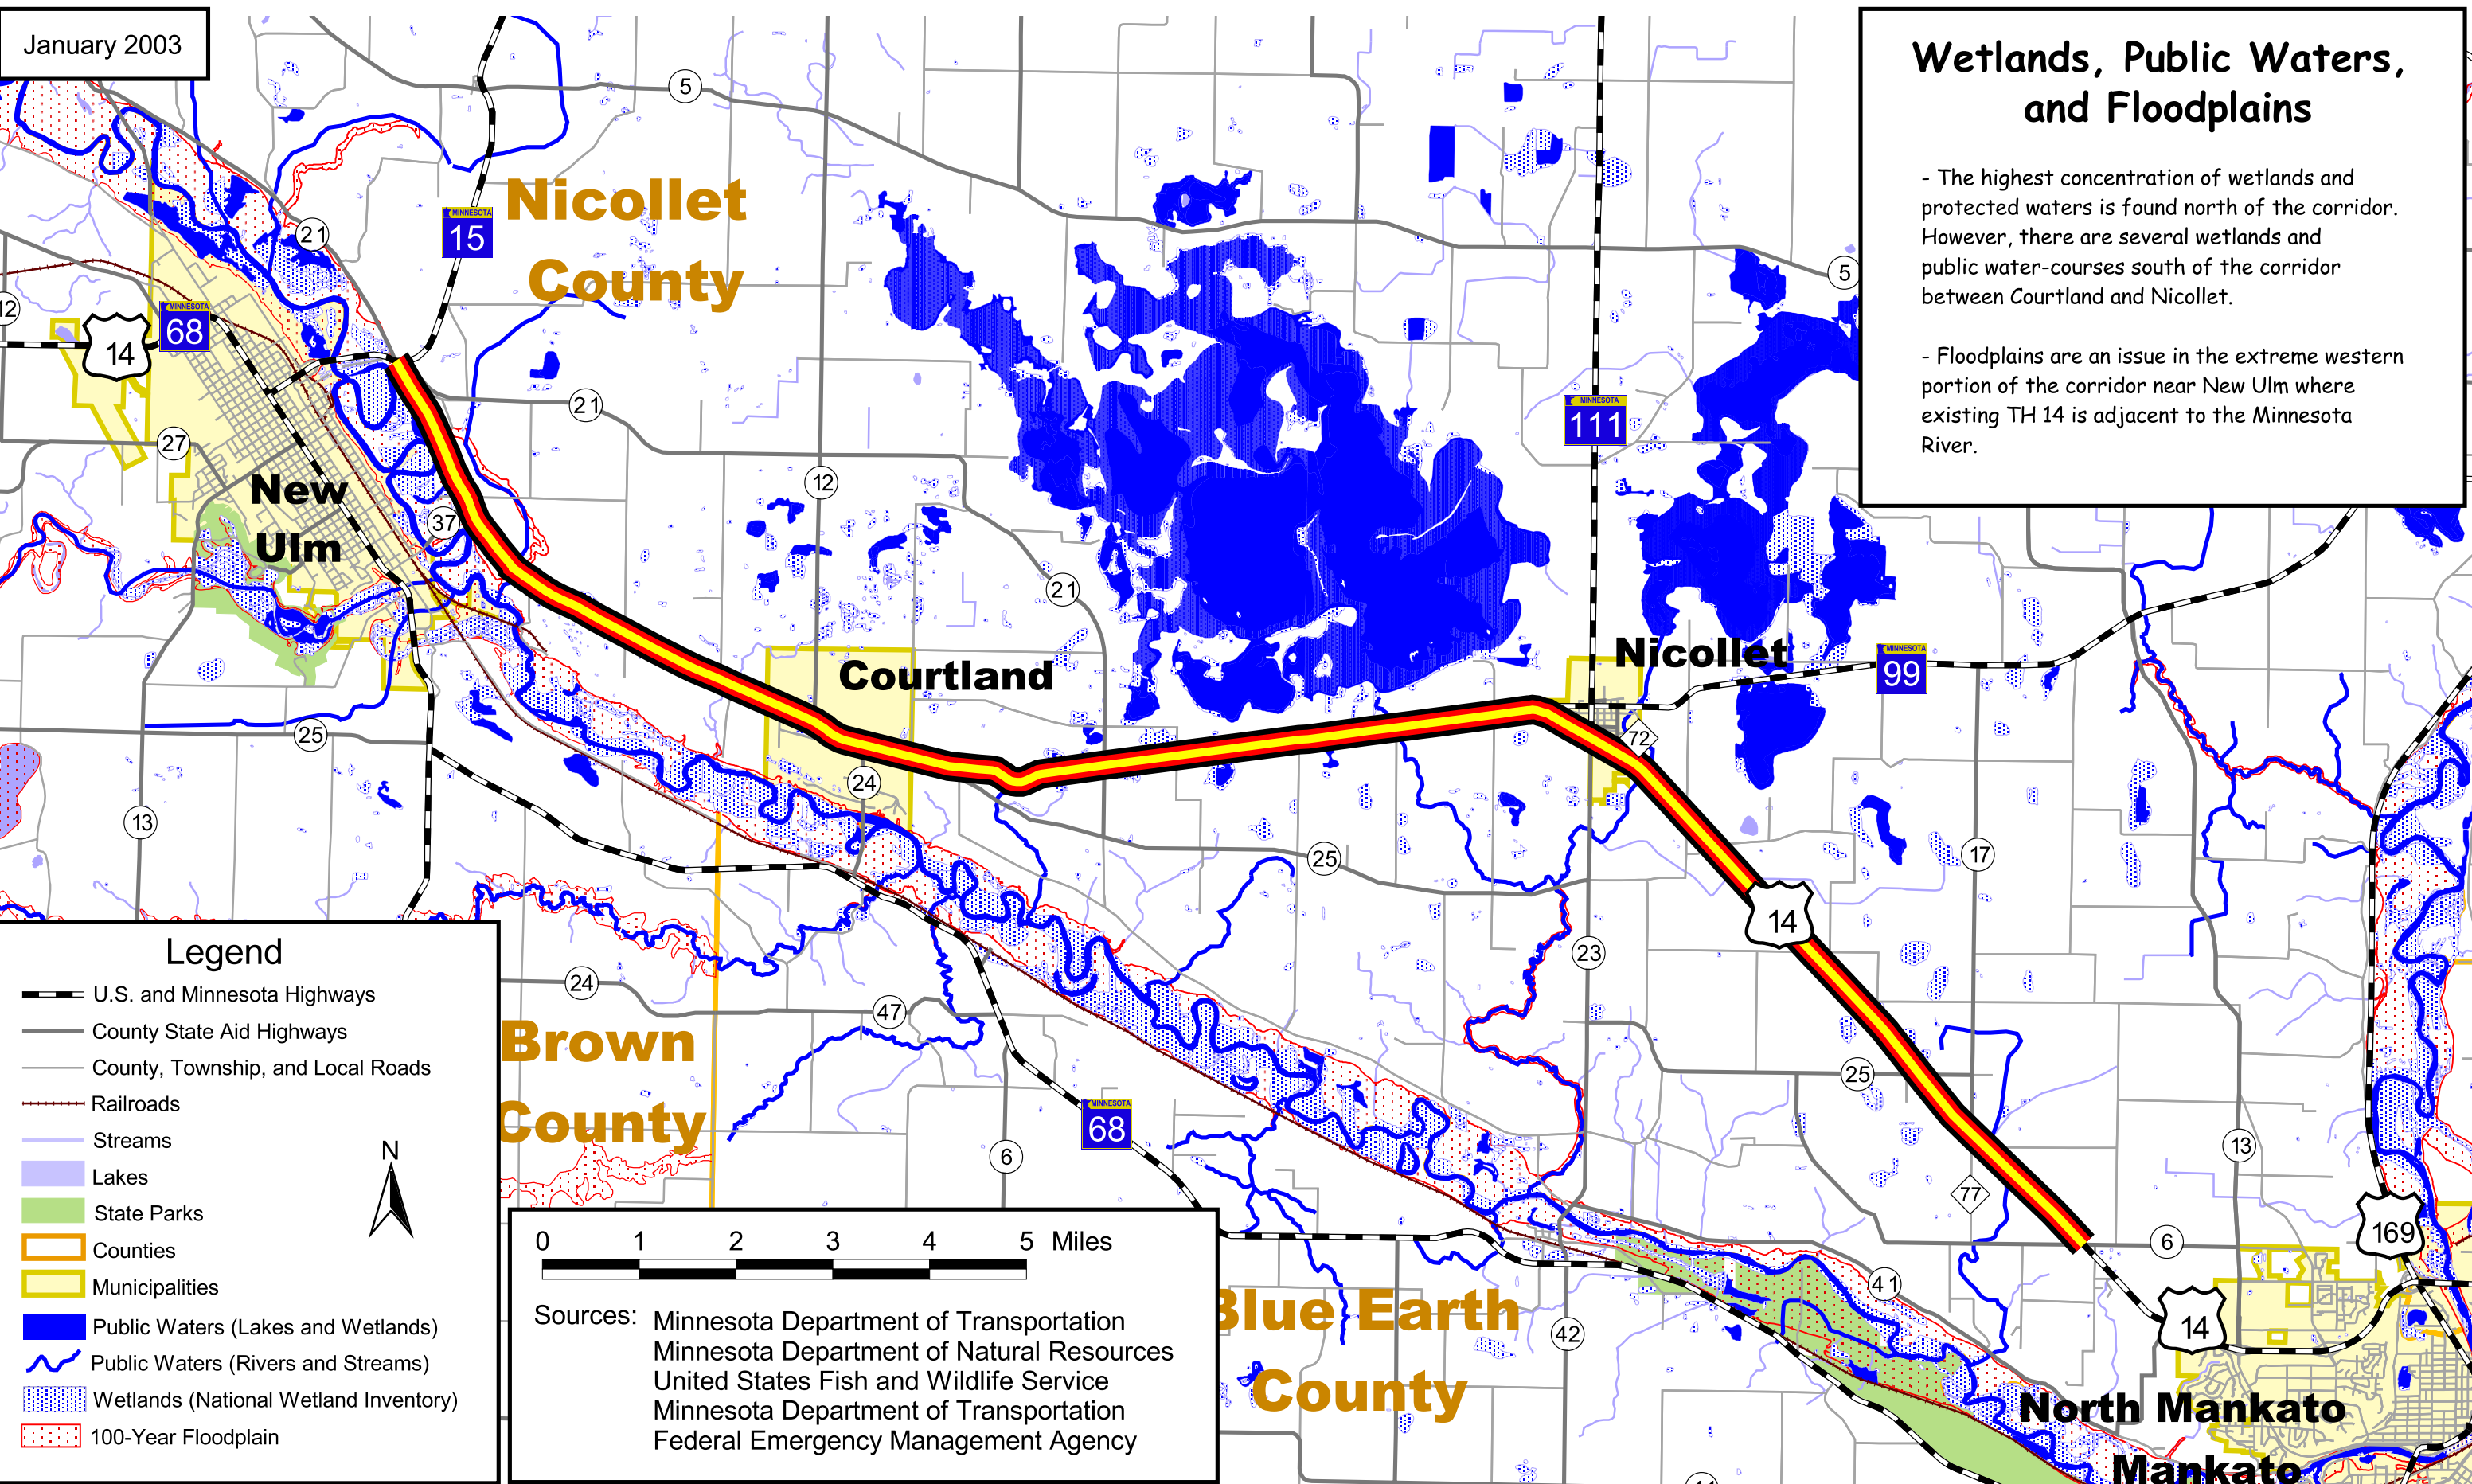 January 2003
Wetlands, Public Waters,
and Floodplains
- The highest concentration of wetlands and
protected waters is found north of the corridor.
However, there are several wetlands and
public water-courses south of the corridor
between Courtland and Nicollet.
- Floodplains are an issue in the extreme western
portion of the corridor near New Ulm where
existing TH 14 is adjacent to the Minnesota
River.
5
Nicollet
County
MINNESOTA
15
21
5
12
14
MINNESOTA
68
21
MINNESOTA
111
27
12
New
Ulm
37
21
Courtland
Nicollet
MINNESOTA
99
25
72
24
13
25
17
14
23
24
47
Brown
County
25
MINNESOTA
68
6
13
77
169
6
41
14
Blue Earth
County
42
North Mankato
Mankato
Legend
U.S. and Minnesota Highways
County State Aid Highways
County, Township, and Local Roads
Railroads
Streams
Lakes
State Parks
Counties
Municipalities
Public Waters (Lakes and Wetlands)
Public Waters (Rivers and Streams)
Wetlands (National Wetland Inventory)
100-Year Floodplain
N
0 1 2 3 4 5 Miles
Sources:
Minnesota Department of Transportation
Minnesota Department of Natural Resources
United States Fish and Wildlife Service
Minnesota Department of Transportation
Federal Emergency Management Agency